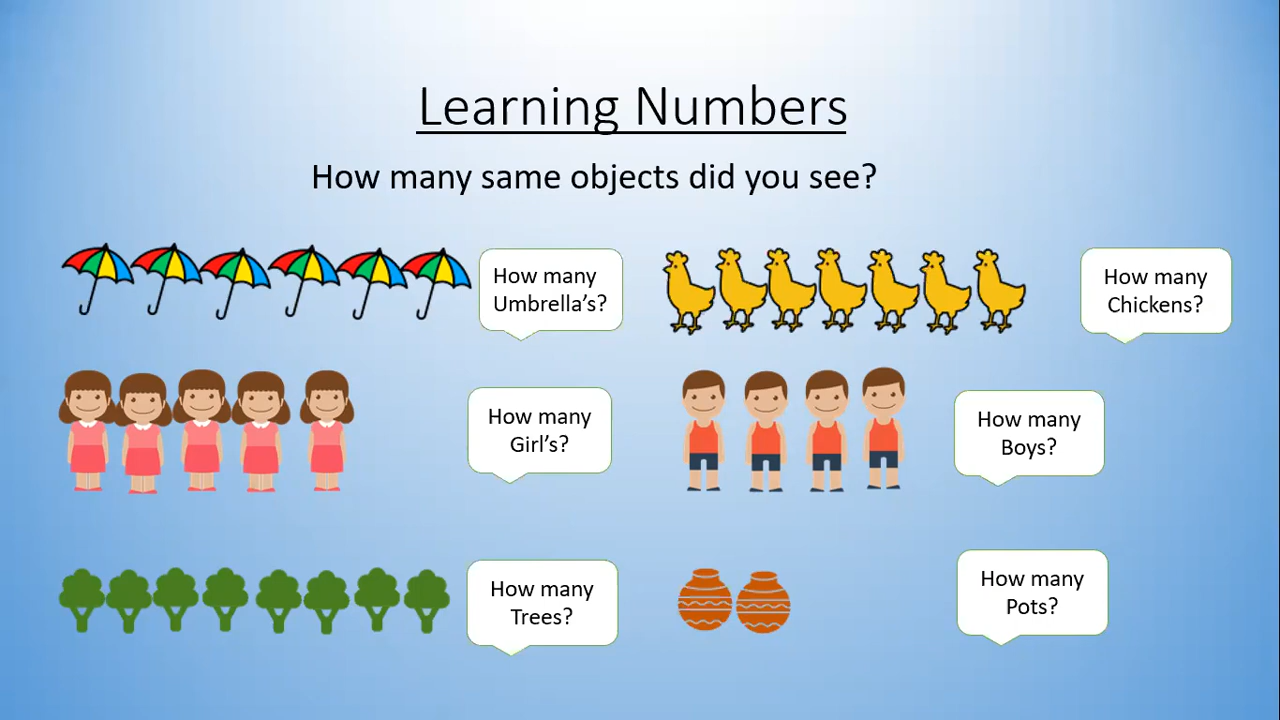 Learning Numbers
How many same objects did you see?
How many
Umbrella's?
How many
Chickens?
How many
Girl's?
How many
Boys?
How many
Trees?
How many
Pots?